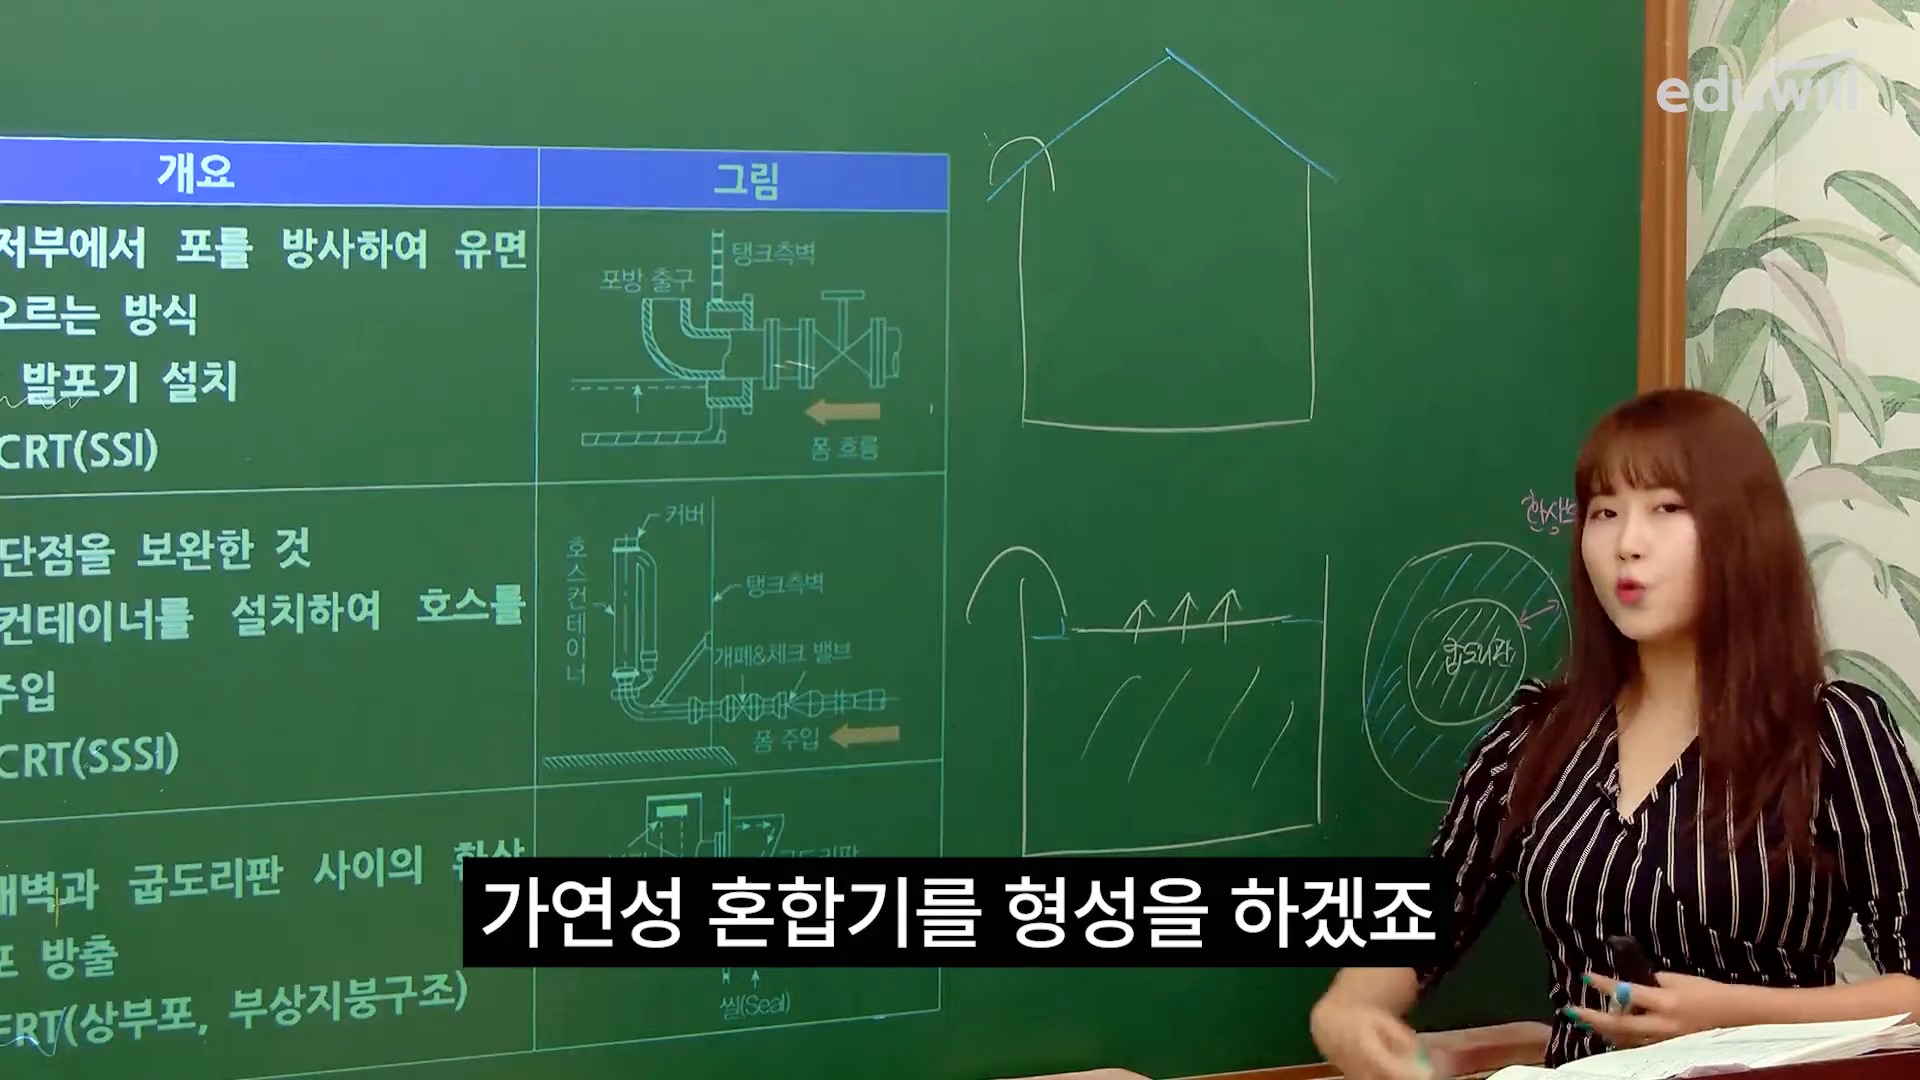 eduwill
개요
그림
저부에서 포를 방사하여 유면
오르는 방식
발포기 설치
CRT(SSI)
탱크측벽
포방 출구
폼 흐름
단점을 보완한 것
컨테이너를 설치하여 호스를
주입
CRT(SSSI)
커버
호스컨테이너
탱크측벽
개폐&체크 밸브
폼 주입
굽도리판
내벽과 굽도리판 사이의 환상
포 방출
FRT(상부포, 부상지붕구조)
씰(Seal)
가연성 혼합기를 형성을 하겠죠